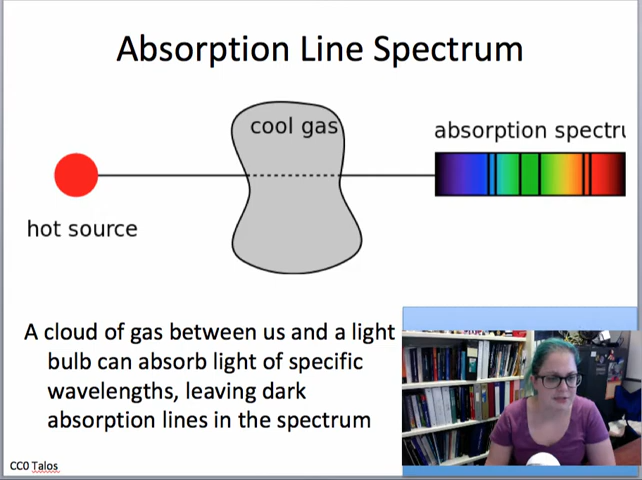 Absorption Line Spectrum
cool gas
absorption spectru
hot source
A cloud of gas between us and a light
bulb can absorb light of specific
wavelengths, leaving dark
absorption lines in the spectrum
CC0 Talos